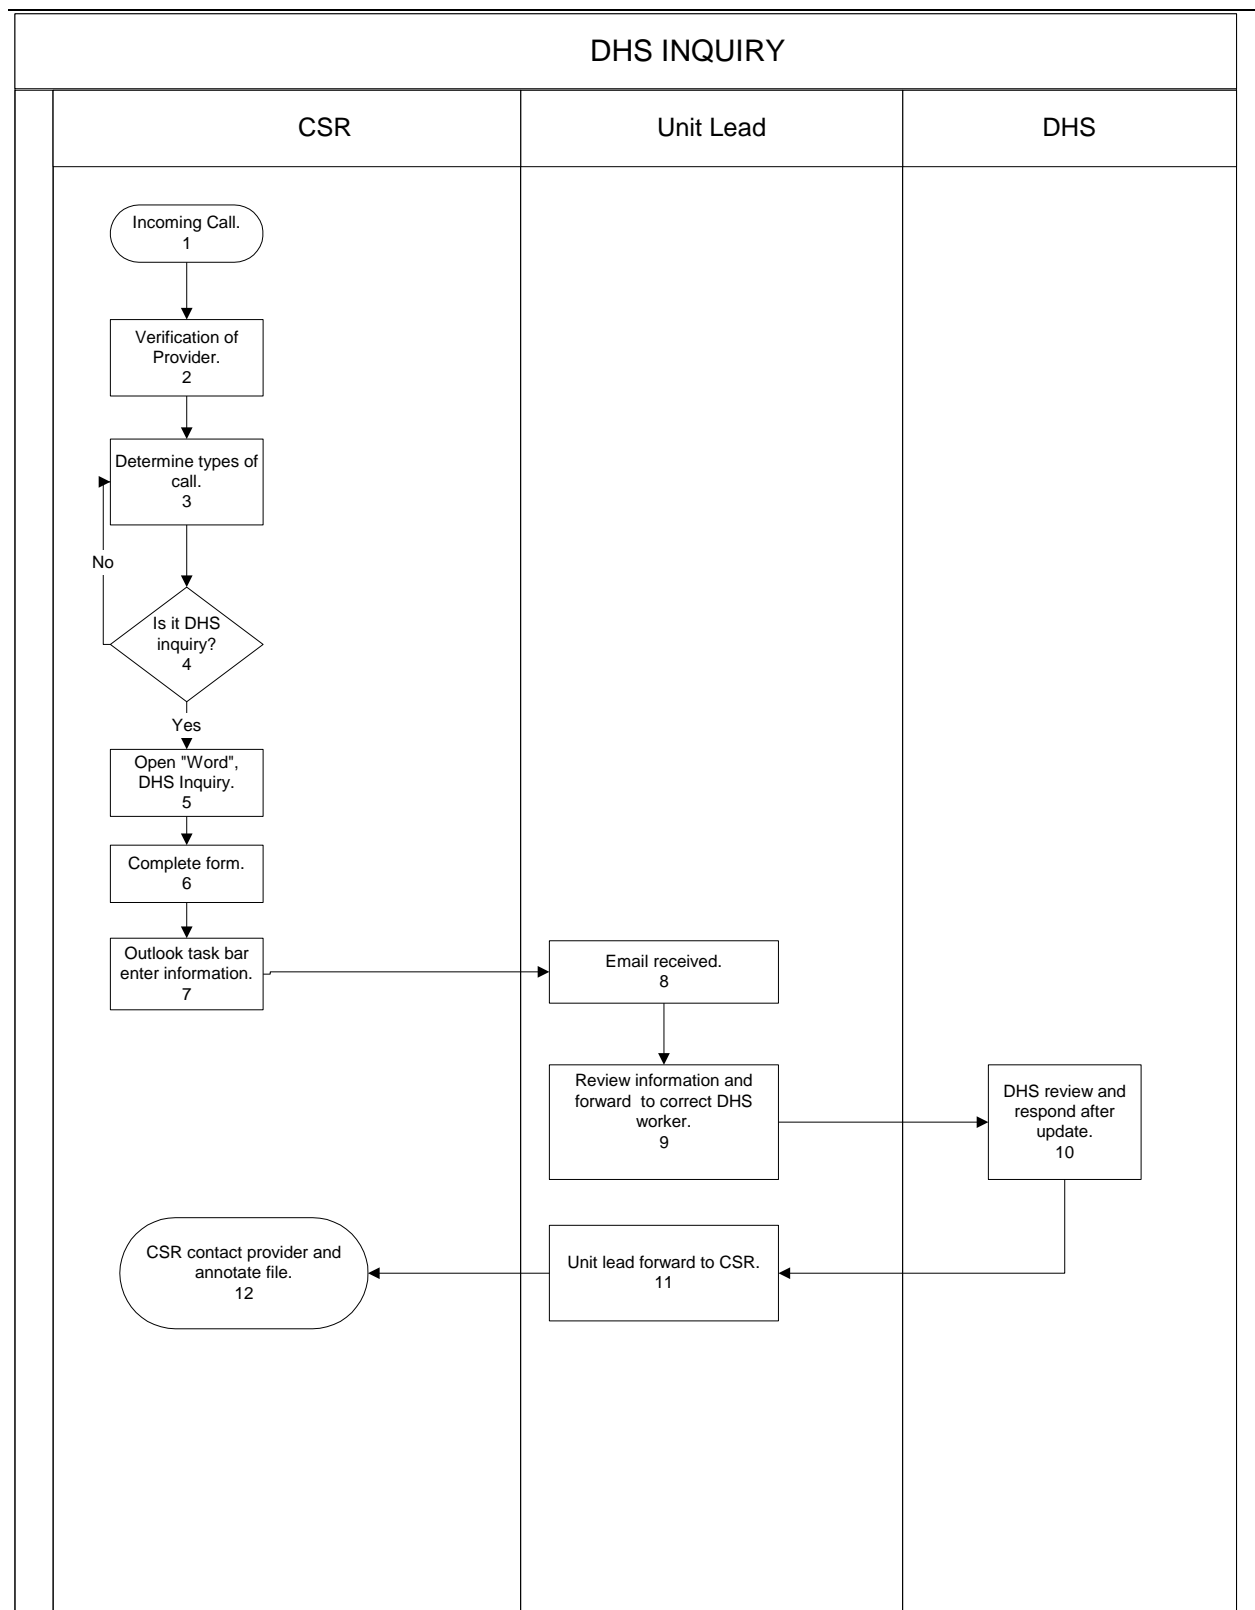 DHS INQUIRY
CSR
Unit Lead
DHS
Incoming Call.
1
Verification of
Provider.
2
Determine types of
call.
3
No
Is it DHS
inquiry?
4
Yes
Open "Word",
DHS Inquiry.
5
Complete form.
6
Outlook task bar
enter information.
7
Email received.
8
Review information and
forward  to correct DHS
worker.
9
DHS review and
respond after
update.
10
Unit lead forward to CSR.
11
CSR contact provider and
annotate file.
12